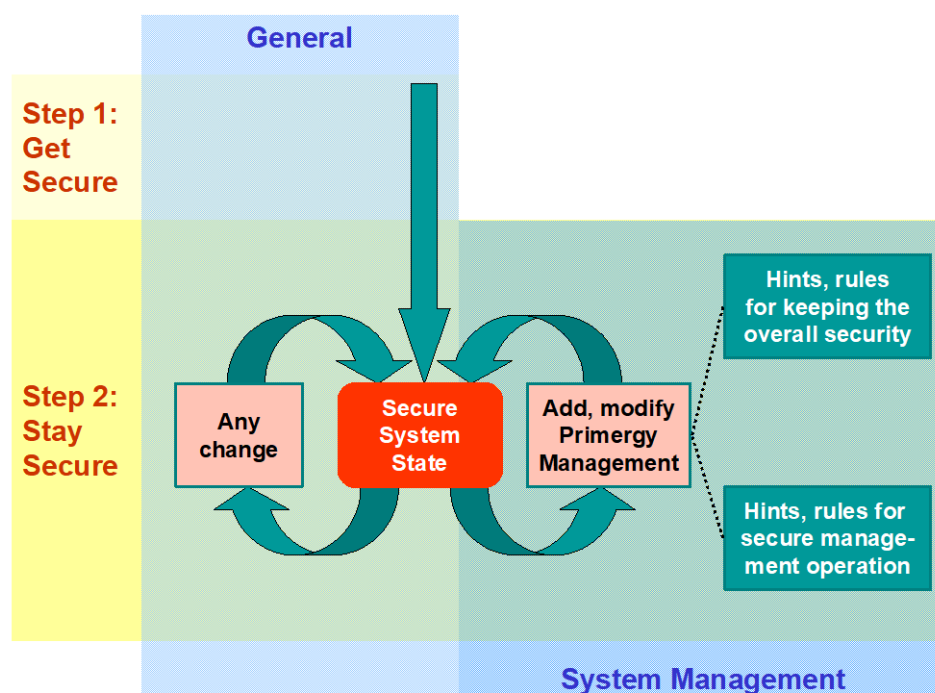 General
Step 1:
Get
Secure
Hints, rules
for keeping the
overall security
Step 2:
Stay
Secure
Any
change
Secure
System
State
Add, modify
Primergy
Management
Hints, rules for
secure manage-
ment operation
System Management